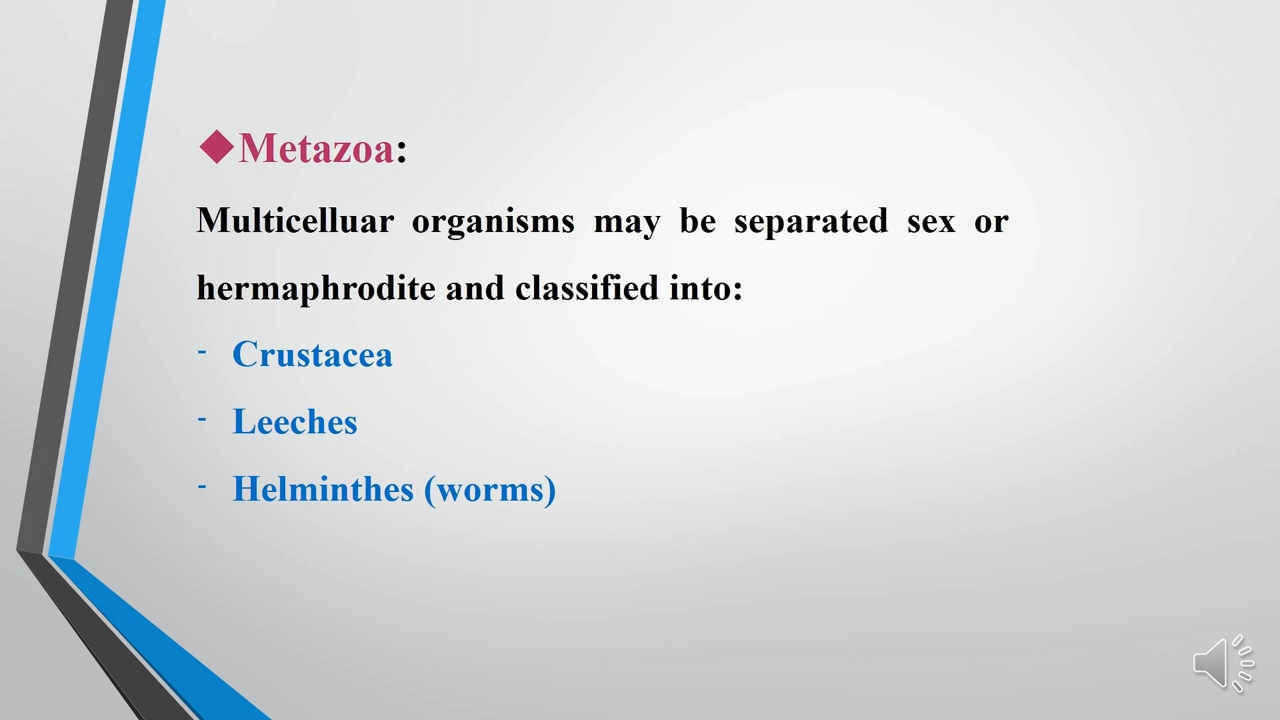 ◆Metazoa:
Multicelluar organisms may be separated sex or
hermaphrodite and classified into:
- Crustacea
- Leeches
- Helminthes (worms)